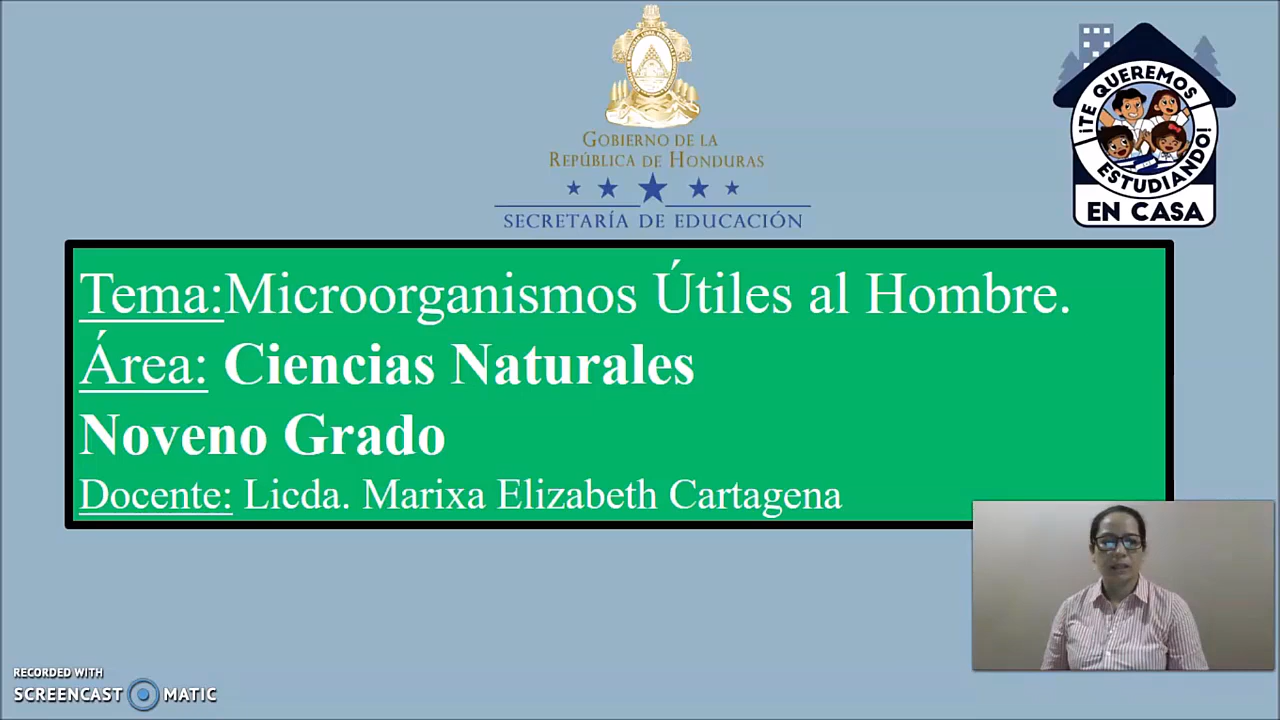 GOBIERNO DE LA
REPÚBLICA DE HONDURAS
SECRETARÍA DE EDUCACIÓN
¡TE QUEREMOS
ESTUDIANDO!
EN CASA
Tema:Microorganismos Útiles al Hombre.
Área: Ciencias Naturales
Noveno Grado
Docente: Licda. Marixa Elizabeth Cartagena
RECORDED WITH
SCREENCAST MATIC